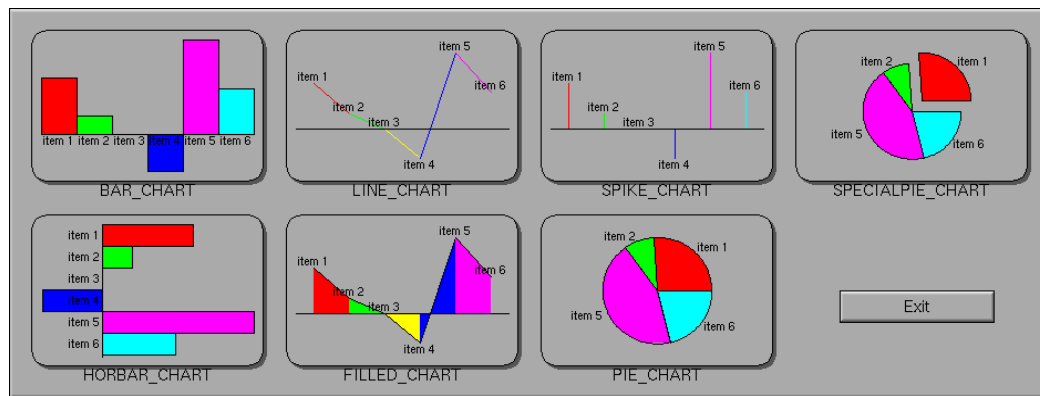 item 1 item 2 item 3 item 4 item 5 item 6
BAR_CHART
item 1
item 2
item 3
item 4
item 5
item 6
LINE_CHART
item 1
item 2
item 3
item 4
item 5
item 6
SPIKE_CHART
item 1
item 2
item 5
item 6
SPECIALPIE_CHART
item 1
item 2
item 3
item 4
item 5
item 6
HORBAR_CHART
item 1
item 2
item 3
item 4
item 5
item 6
FILLED_CHART
item 1
item 2
item 5
item 6
PIE_CHART
Exit